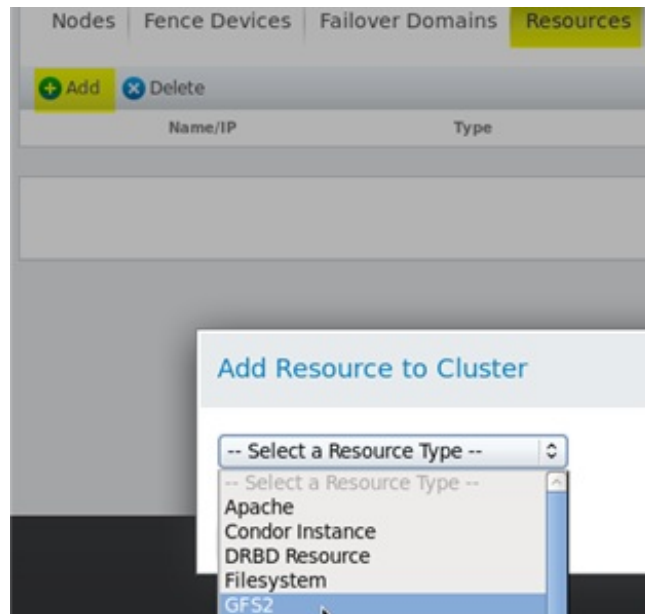 Nodes Fence Devices Failover Domains Resources
Add Delete
Name/IP Type
Add Resource to Cluster
-- Select a Resource Type --
-- Select a Resource Type --
Apache
Condor Instance
DRBD Resource
Filesystem
GFS2